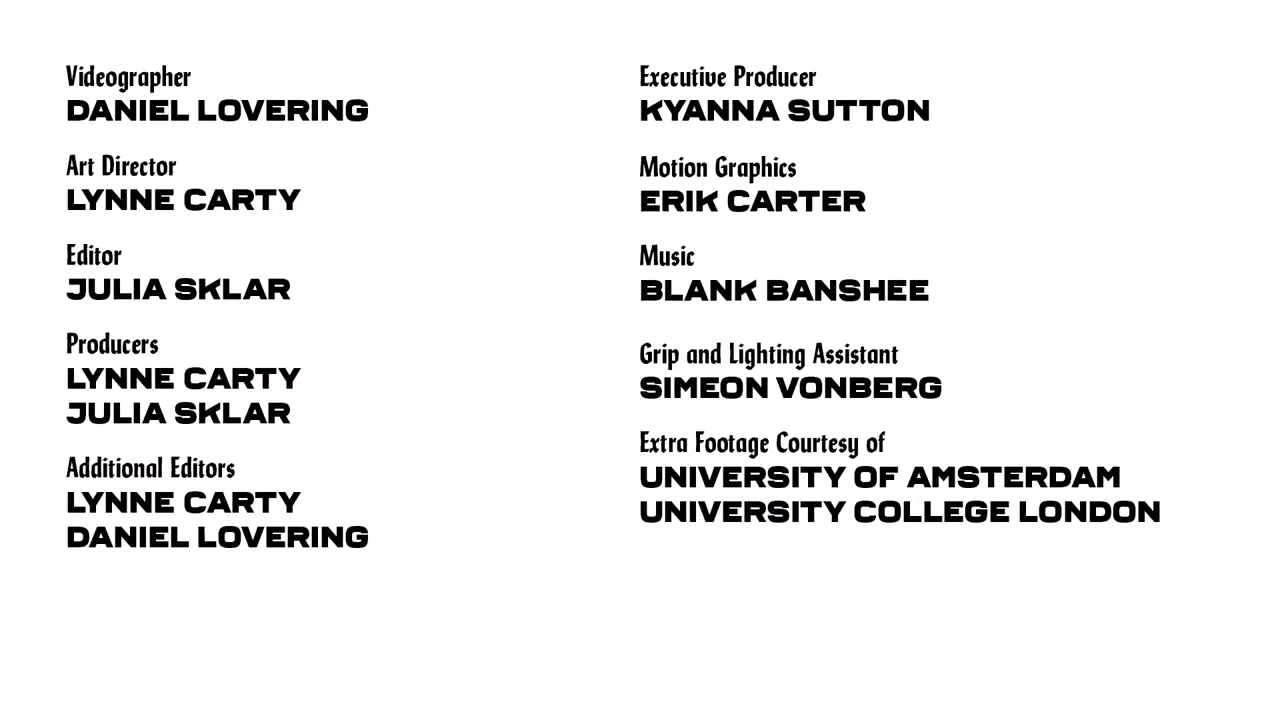 Videographer
DANIEL LOVERING
Art Director
LYNNE CARTY
Editor
JULIA SKLAR
Producers
LYNNE CARTY
JULIA SKLAR
Additional Editors
LYNNE CARTY
DANIEL LOVERING
Executive Producer
KYANNA SUTTON
Motion Graphics
ERIK CARTER
Music
BLANK BANSHEE
Grip and Lighting Assistant
SIMEON VONBERG
Extra Footage Courtesy of
UNIVERSITY OF AMSTERDAM
UNIVERSITY COLLEGE LONDON